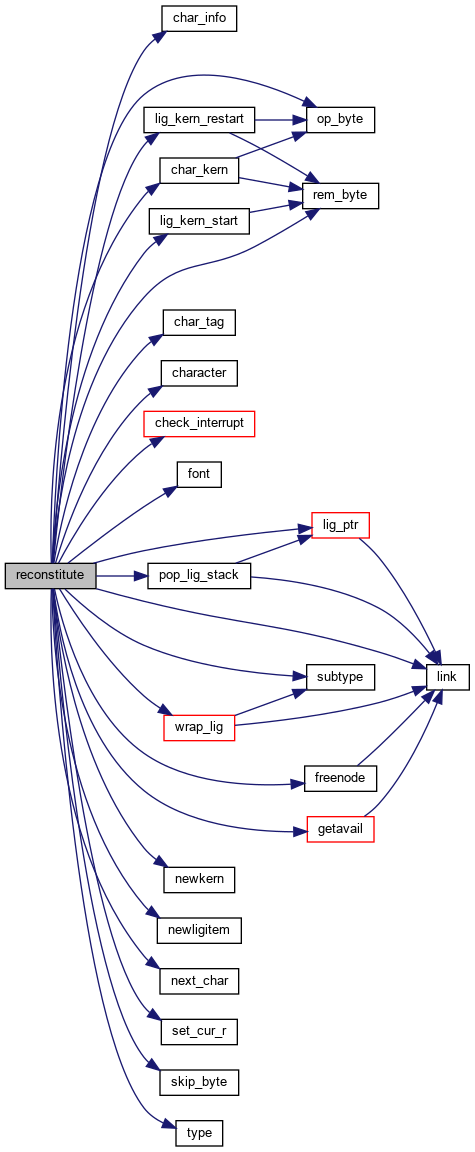 char_info
op_byte
lig_kern_restart
char_kern
rem_byte
lig_kern_start
char_tag
character
check_interrupt
font
lig_ptr
reconstitute
pop_lig_stack
subtype
link
wrap_lig
freenode
getavail
newkern
newligitem
next_char
set_cur_r
skip_byte
type